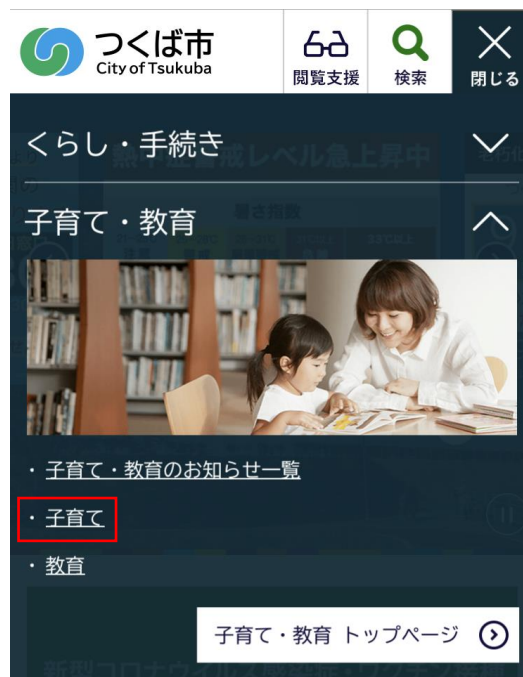 つくば市
City of Tsukuba
閲覧支援
検索
閉じる
くらし・手続き
子育て・教育
・子育て・教育のお知らせ一覧
・子育て
・教育
子育て・教育 トップページ